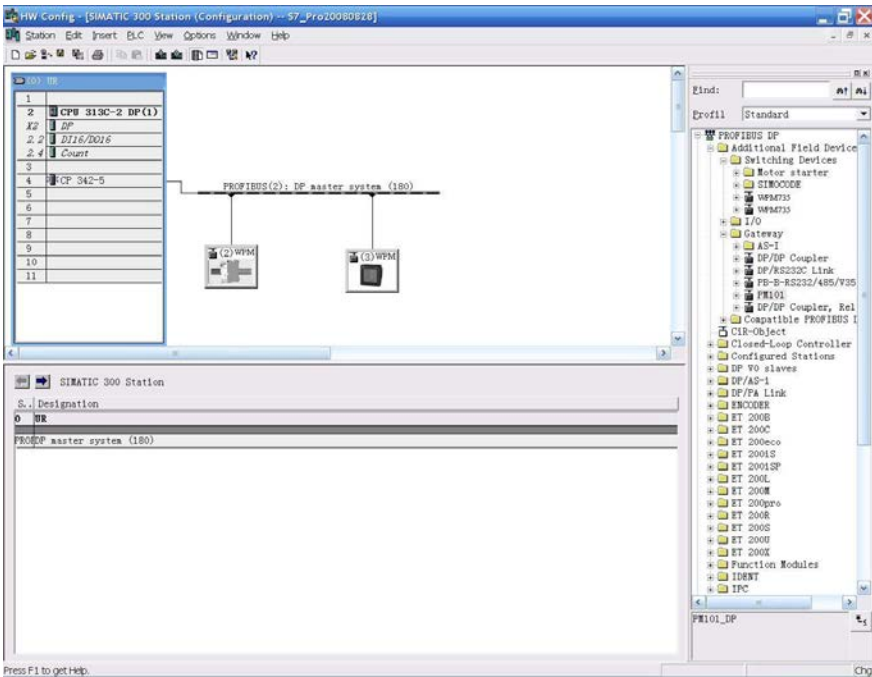 HW Config - [SIMATIC 300 Station (Configuration) -- S7_Pro20080828]
Station Edit Insert PLC View Options Window Help
(0) UR
1
2 CPU 313C-2 DP(1)
X2 DP
2.2 DI16/DO16
2.4 Count
3
4 CP 342-5
5
6
7
8
9
10
11
PROFIBUS(2): DP master system (180)
(2) WPM
(3) WPM
SIMATIC 300 Station
S.. Designation
0 UR
PROF DP master system (180)
Press F1 to get Help.
Find:
Profil Standard
PROFIBUS DP
Additional Field Device
Switching Devices
Motor starter
SIMOCODE
WPM735
WPM735
I/O
Gateway
AS-I
DP/DP Coupler
DP/RS232C Link
PB-B-RS232/485/V35
PM101
DP/DP Coupler, Rel
Compatible PROFIBUS D
CiR-Object
Closed-Loop Controller
Configured Stations
DP V0 slaves
DP/AS-i
DP/PA Link
ENCODER
ET 200B
ET 200C
ET 200eco
ET 200iS
ET 200iSP
ET 200L
ET 200M
ET 200pro
ET 200R
ET 200S
ET 200U
ET 200X
Function Modules
IDENT
IPC
PM101_DP
Chg